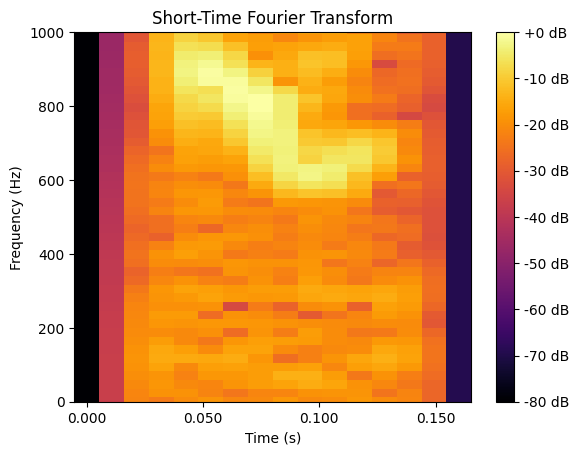 Short-Time Fourier Transform
1000
800
600
400
200
0
Frequency (Hz)
0.000
0.050
0.100
0.150
Time (s)
+0 dB
-10 dB
-20 dB
-30 dB
-40 dB
-50 dB
-60 dB
-70 dB
-80 dB